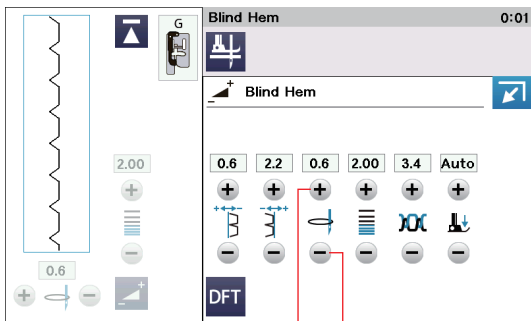 G
Blind Hem 0:01
Blind Hem
0.6 2.2 0.6 2.00 3.4 Auto
2.00
0.6
DFT